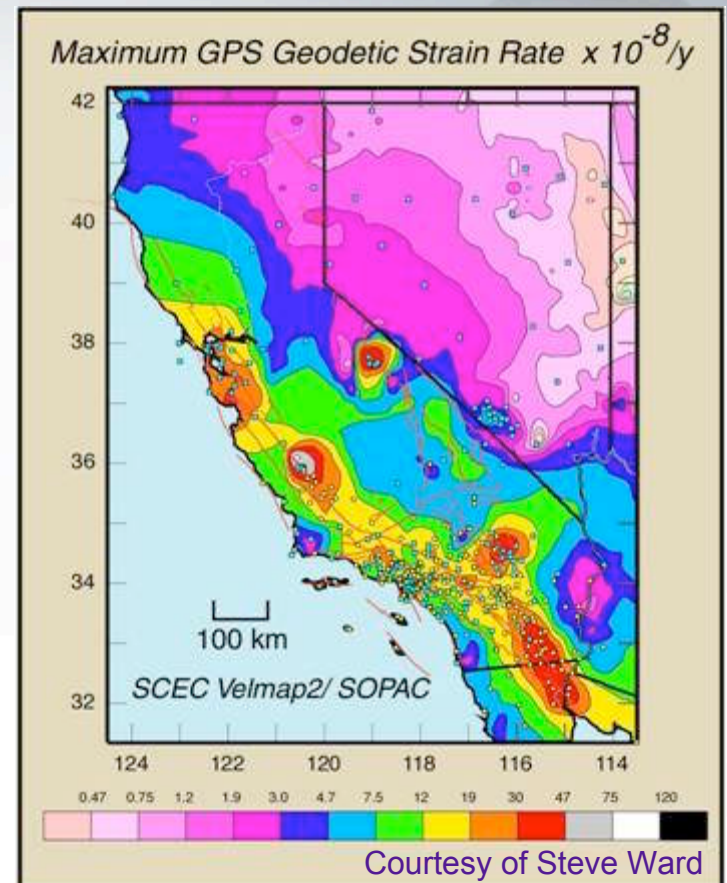 Maximum GPS Geodetic Strain Rate x 10⁻⁸/y
42
40
38
36
34
32
100 km
SCEC Velmap2/ SOPAC
124 122 120 118 116 114
0.47 0.75 1.2 1.9 3.0 4.7 7.5 12 19 30 47 75 120
Courtesy of Steve Ward